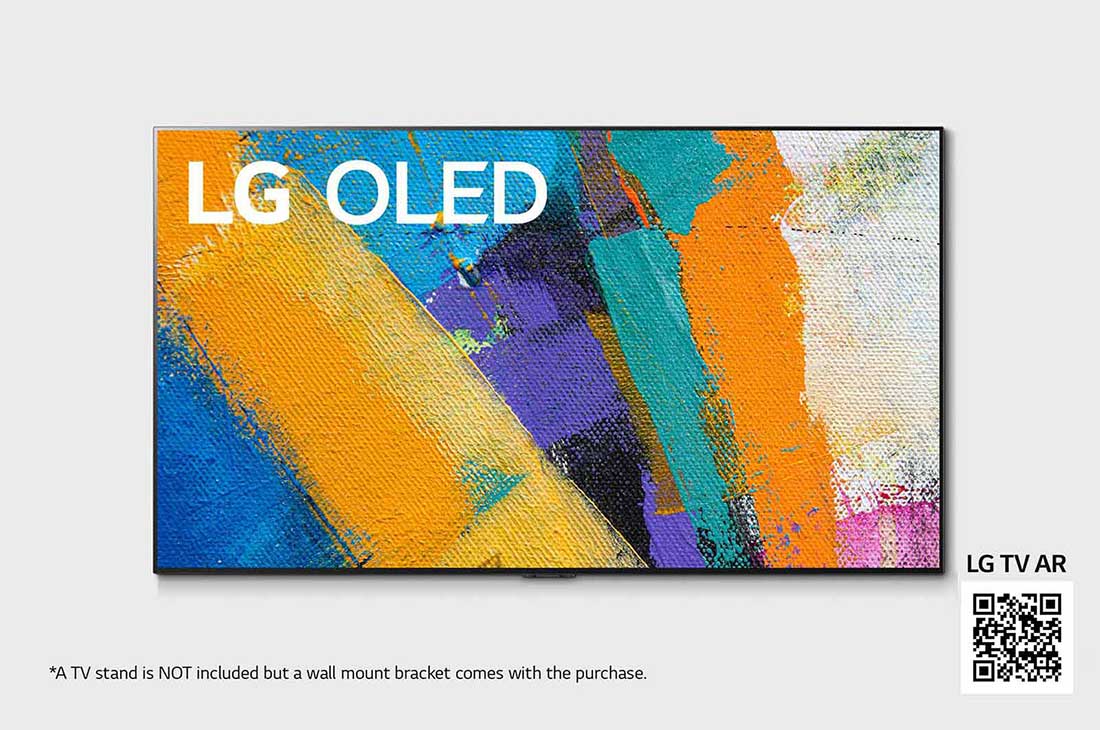 LG OLED
LG TV AR
*A TV stand is NOT included but a wall mount bracket comes with the purchase.